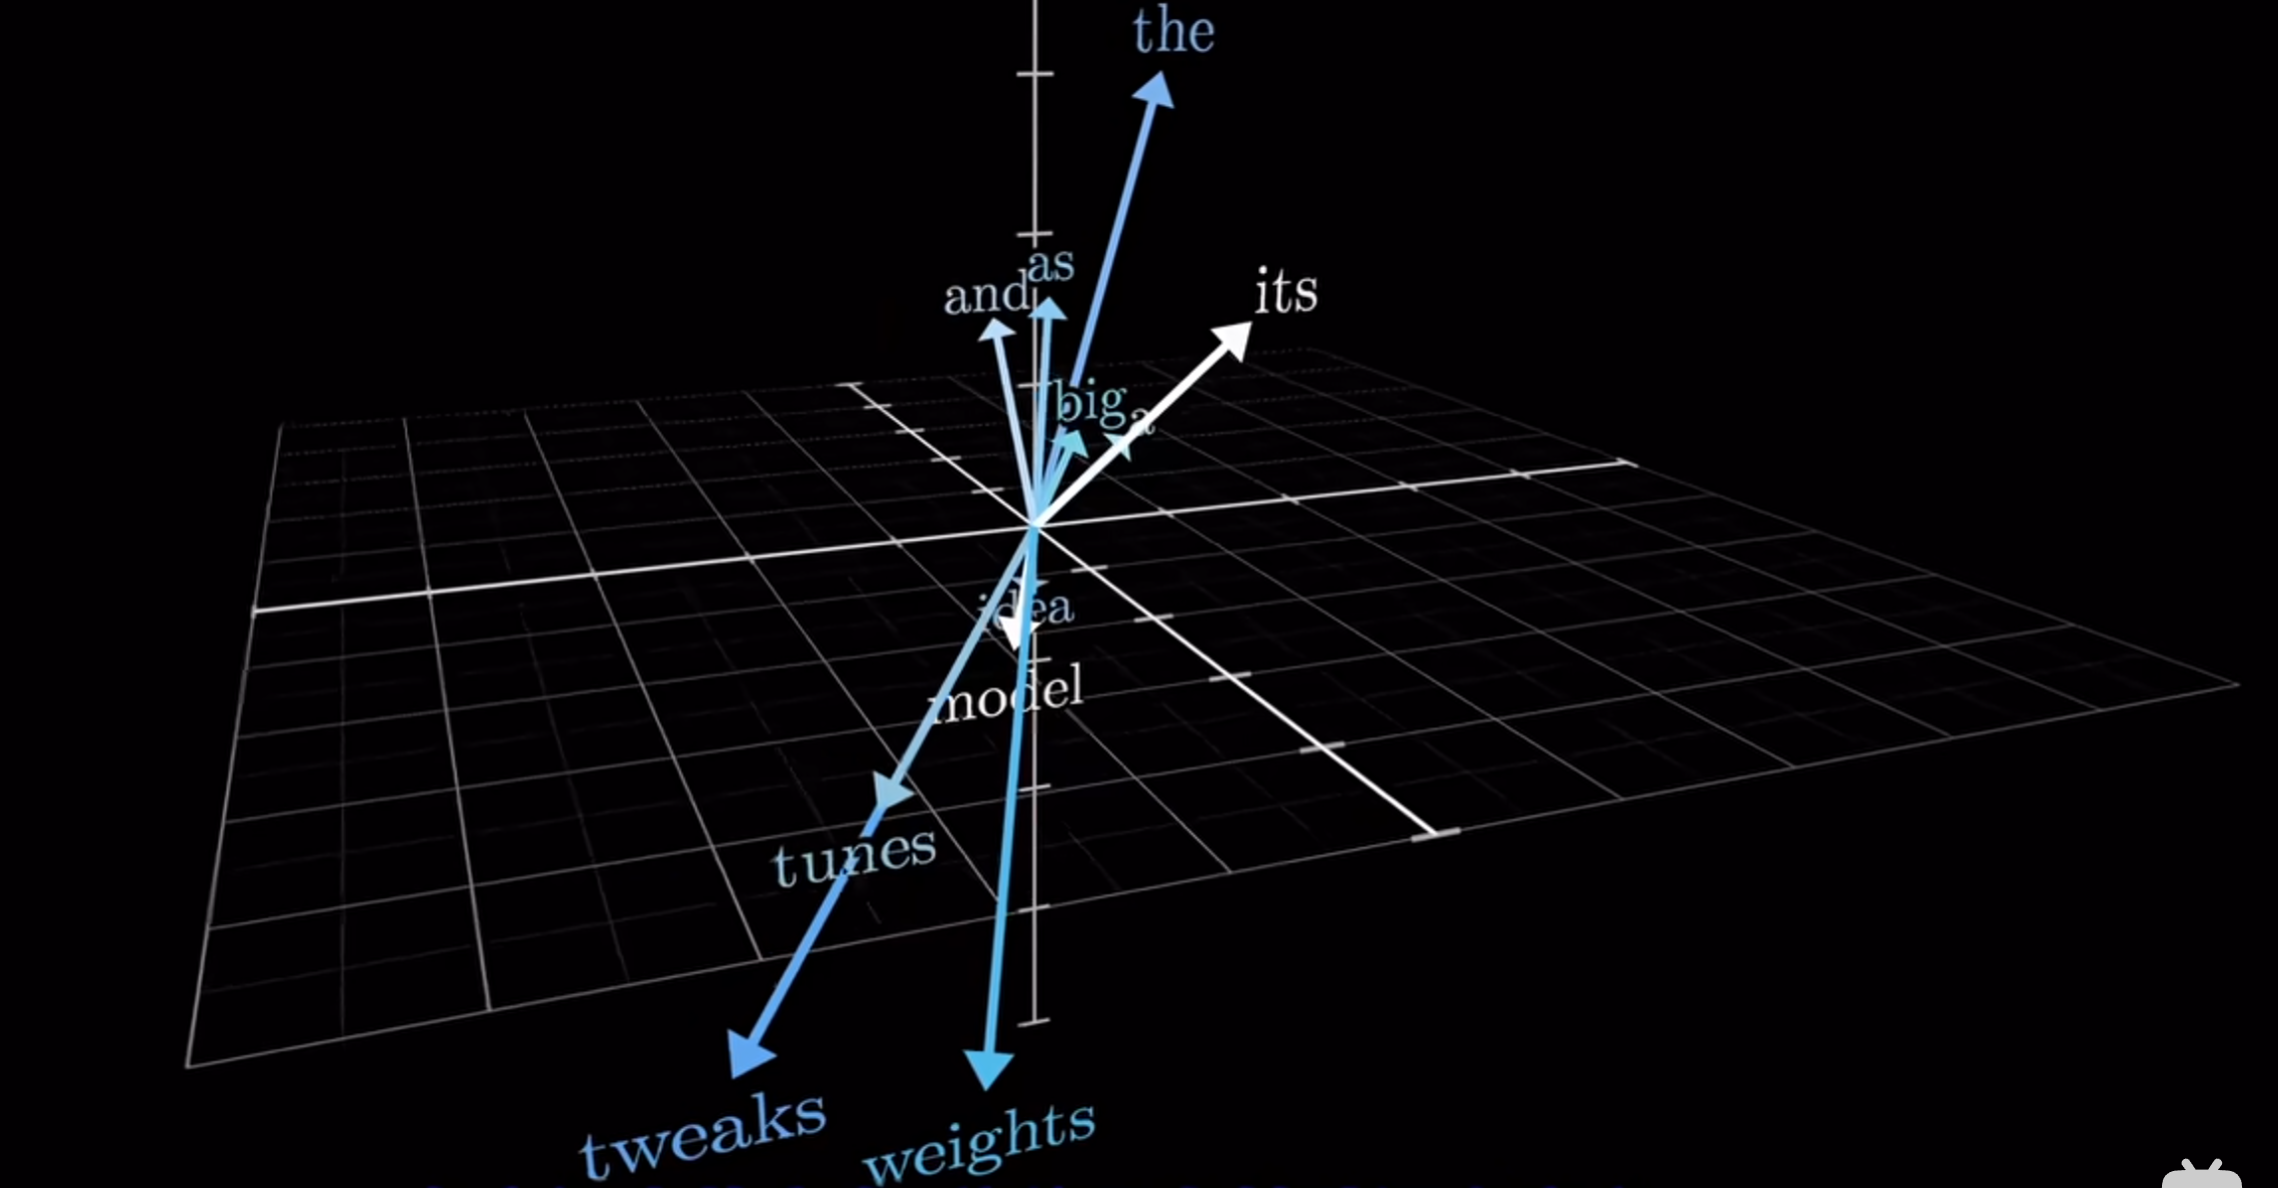 the
as
and
its
big
a
idea
model
tunes
tweaks
weights